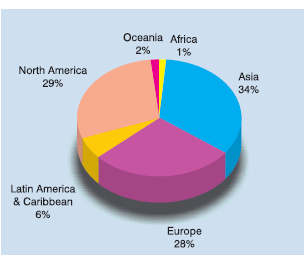 Oceania
2%
Africa
1%
North America
29%
Asia
34%
Latin America
& Caribbean
6%
Europe
28%